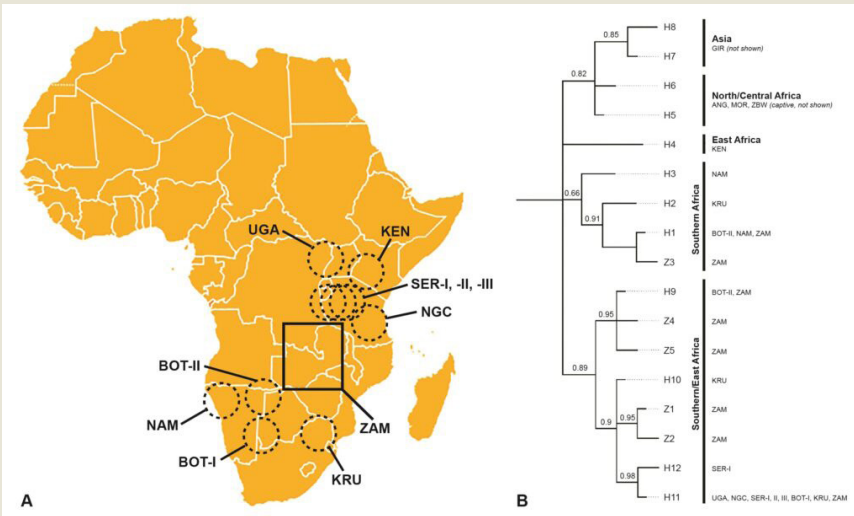 UGA
KEN
SER-I, -II, -III
NGC
BOT-II
NAM
ZAM
BOT-I
KRU
A
0.85
H8
Asia
GIR (not shown)
H7
0.82
H6
North/Central Africa
ANG, MOR, ZBW (captive, not shown)
H5
H4
East Africa
KEN
H3
NAM
0.66
H2
KRU
0.91
Southern Africa
H1
BOT-II, NAM, ZAM
Z3
ZAM
H9
BOT-II, ZAM
0.95
Z4
ZAM
Z5
ZAM
0.89
Southern/East Africa
H10
KRU
0.9
0.95
Z1
ZAM
Z2
ZAM
H12
SER-I
0.98
H11
UGA, NGC, SER-I, II, III, BOT-I, KRU, ZAM
B